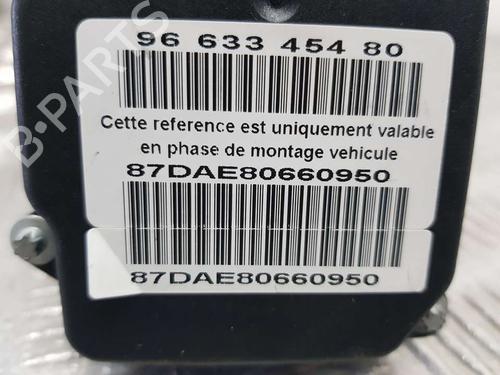 96 633 454 80
Cette reference est uniquement valable
en phase de montage vehicule
87DAE80660950
87DAE80660950
B-PARTS